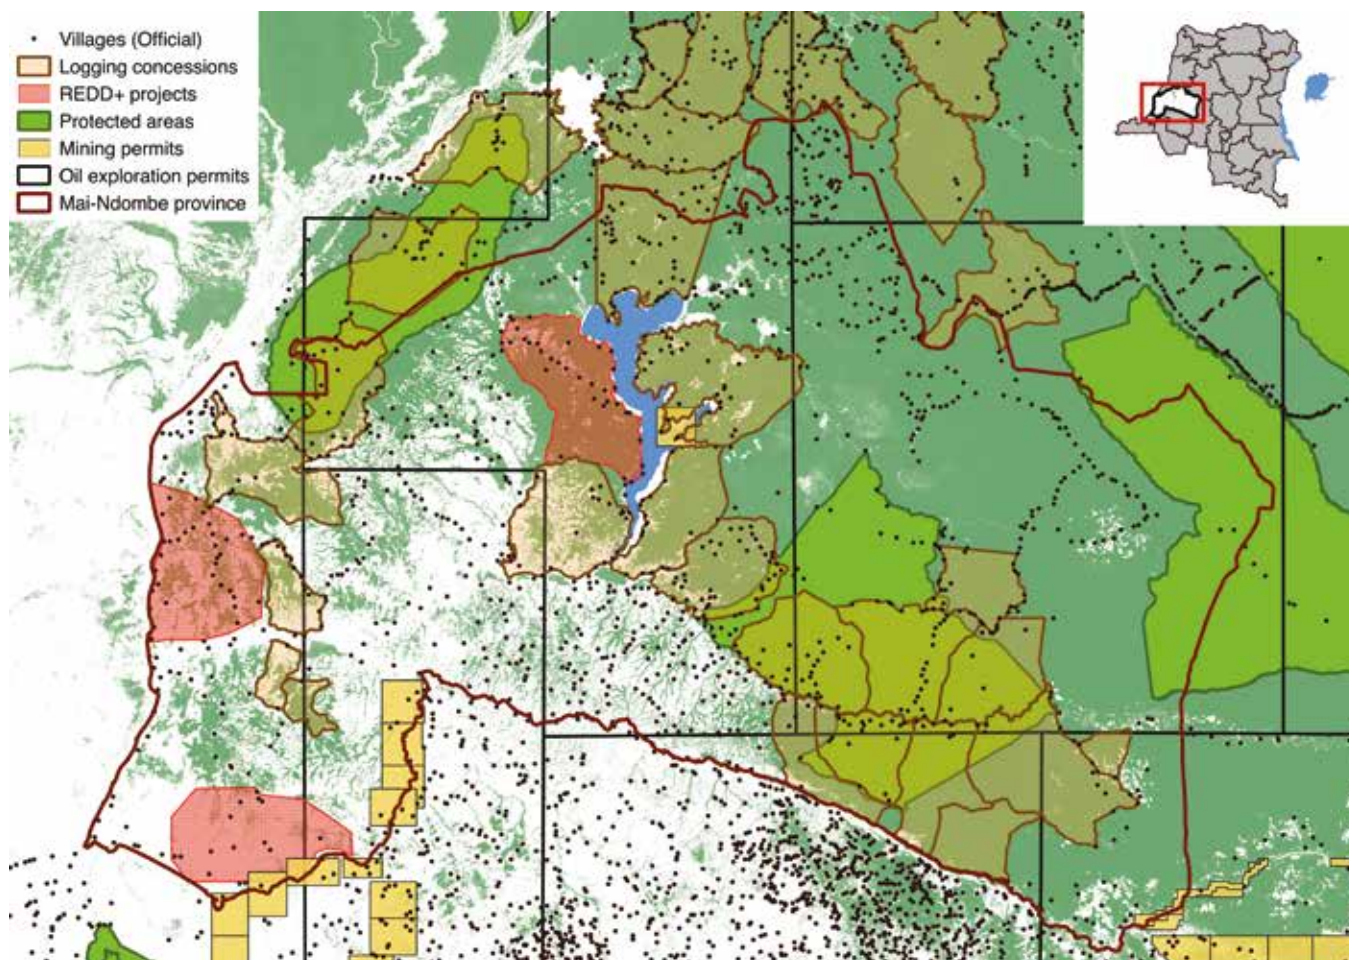 Villages (Official)
Logging concessions
REDD+ projects
Protected areas
Mining permits
Oil exploration permits
Mai-Ndombe province